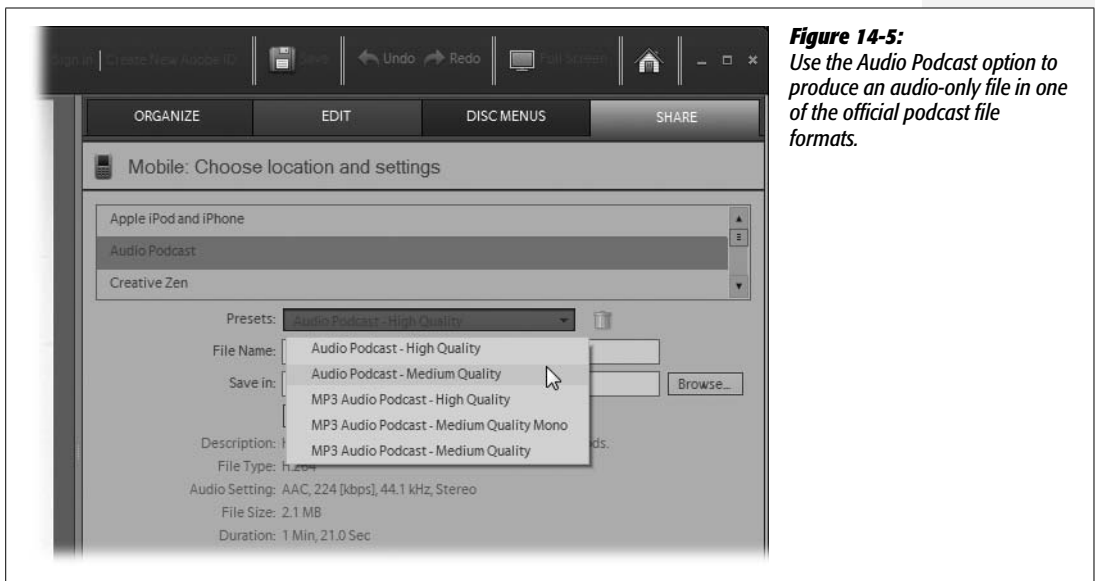 Sign in | Create New Adobe ID
Save
Undo
Redo
Full Screen
ORGANIZE
EDIT
DISC MENUS
SHARE
Mobile: Choose location and settings
Apple iPod and iPhone
Audio Podcast
Creative Zen
Presets:
Audio Podcast - High Quality
File Name:
Audio Podcast - High Quality
Save in:
Audio Podcast - Medium Quality
Browse...
MP3 Audio Podcast - High Quality
MP3 Audio Podcast - Medium Quality Mono
Description:
ds.
MP3 Audio Podcast - Medium Quality
File Type: H.264
Audio Setting: AAC, 224 [kbps], 44.1 kHz, Stereo
File Size: 2.1 MB
Duration: 1 Min, 21.0 Sec
Figure 14-5:
Use the Audio Podcast option to
produce an audio-only file in one
of the official podcast file
formats.